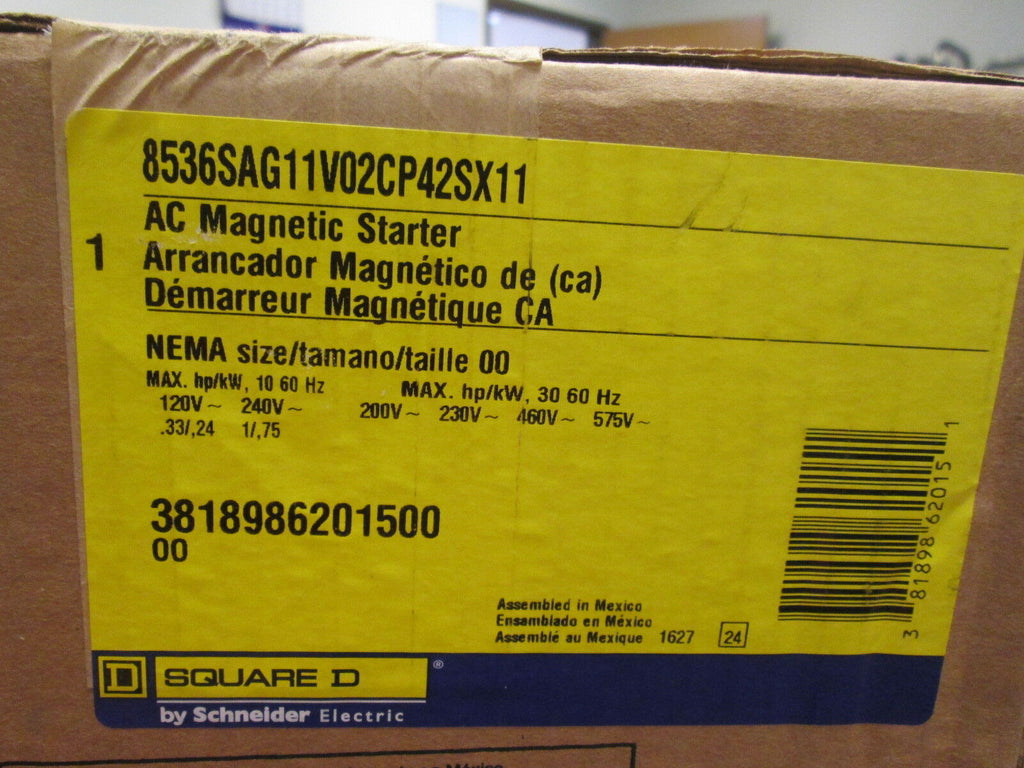 8536SAG11V02CP42SX11
1
AC Magnetic Starter
Arrancador Magnético de (ca)
Démarreur Magnétique CA
NEMA size/tamano/taille 00
MAX. hp/kW, 10 60 Hz MAX. hp/kW, 30 60 Hz
120V ~ 240V ~ 200V ~ 230V ~ 460V ~ 575V ~
.33/,24 1/,75
3818986201500
00
3 81898 62015 1
Assembled in Mexico
Ensamblado en México
Assemblé au Mexique 1627 24
D SQUARE D ®
by Schneider Electric
México